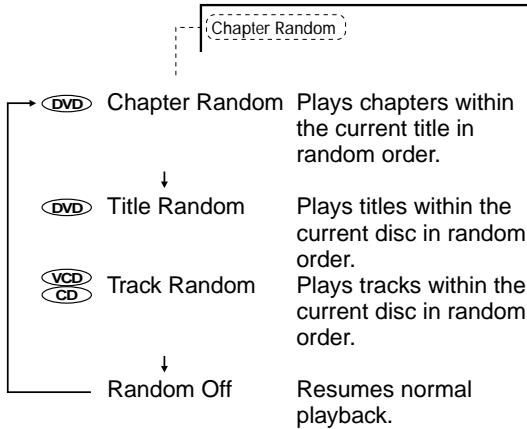 Chapter Random
DVD Chapter Random Plays chapters within
the current title in
random order.
DVD Title Random Plays titles within the
current disc in random
order.
VCD
CD
Track Random Plays tracks within the
current disc in random
order.
Random Off Resumes normal
playback.